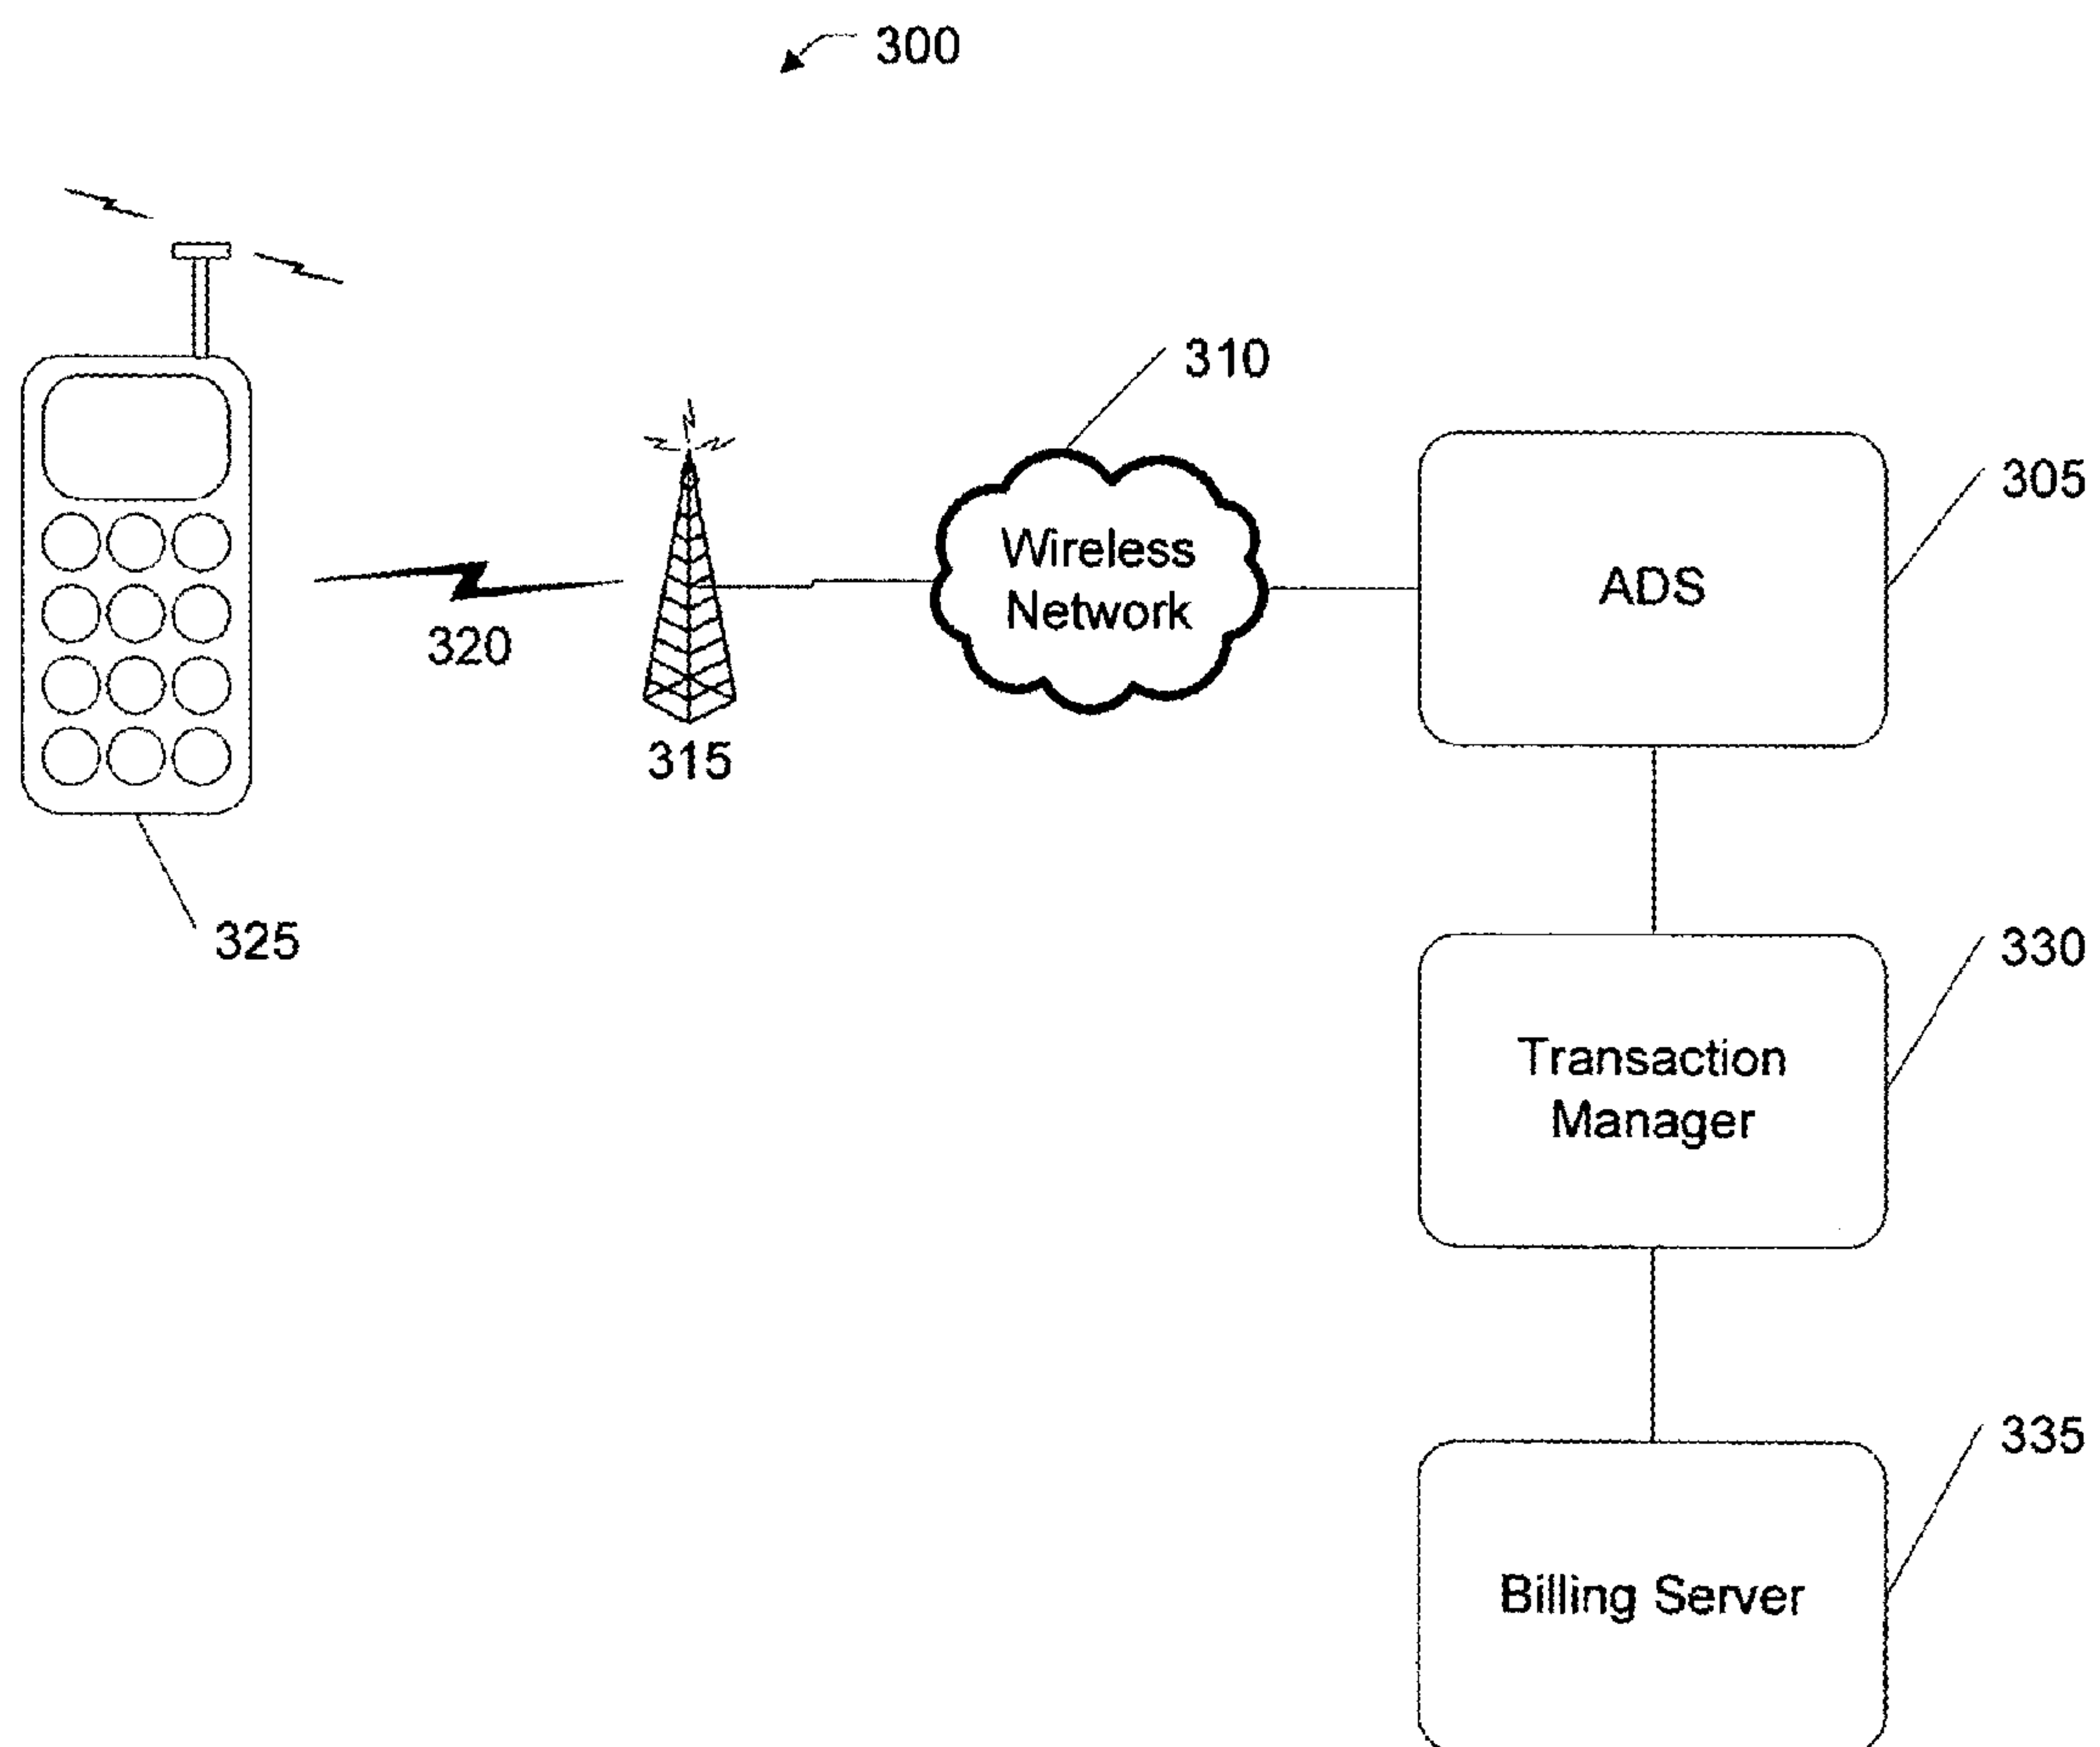 300
310
Wireless
Network
ADS
305
320
315
325
330
Transaction
Manager
335
Billing Server